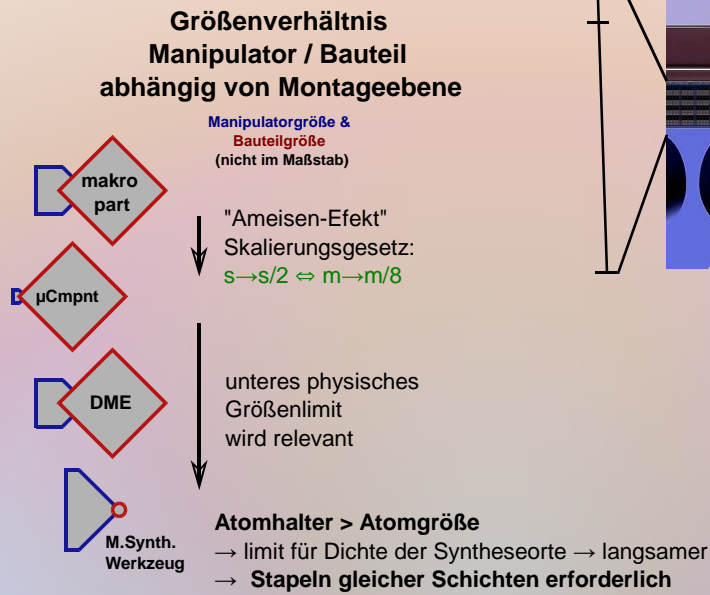 Größenverhältnis
Manipulator / Bauteil
abhängig von Montageebene
Manipulatorgröße &
Bauteilgröße
(nicht im Maßstab)
makro
part
"Ameisen-Efekt"
Skalierungsgesetz:
s→s/2 ⇔ m→m/8
µCmpnt
unteres physisches
Größenlimit
wird relevant
DME
M.Synth.
Werkzeug
Atomhalter > Atomgröße
→ limit für Dichte der Syntheseorte → langsamer
→ Stapeln gleicher Schichten erforderlich